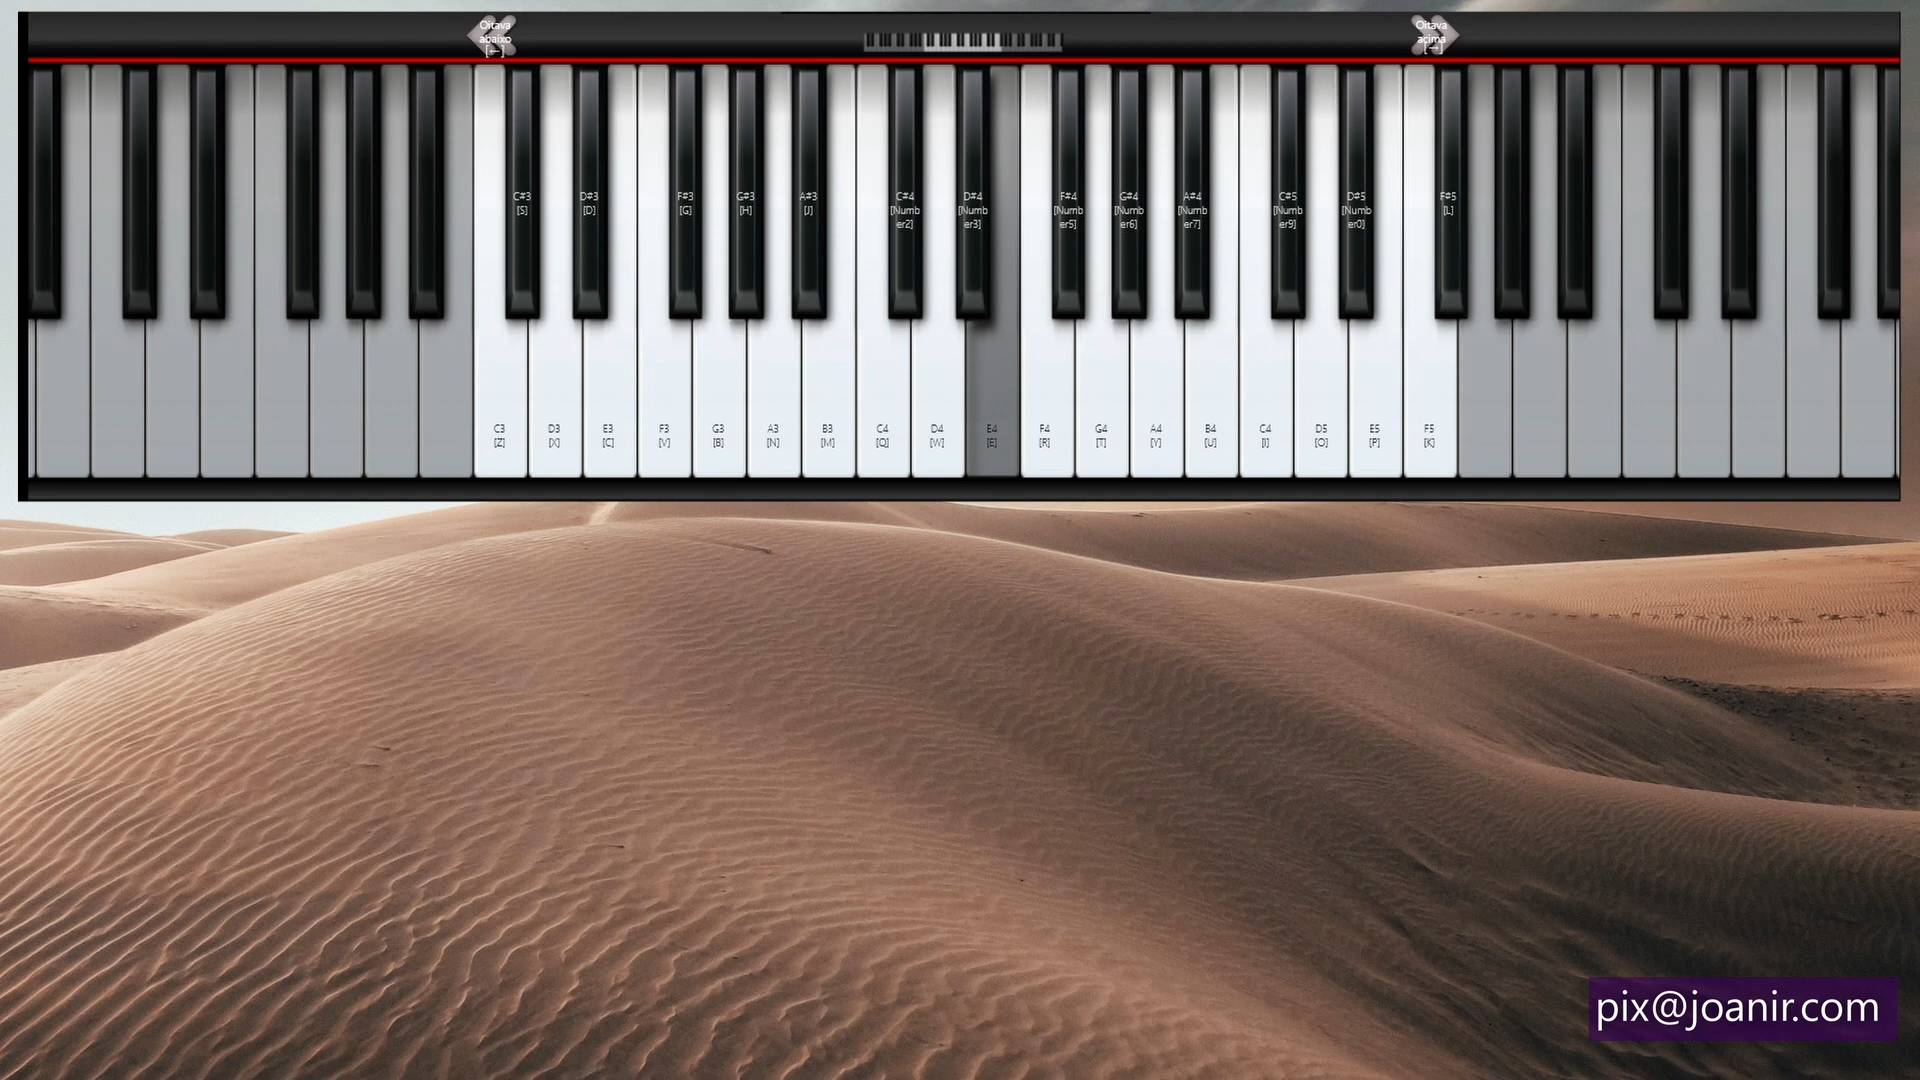 Oitava
abaixo
[←]
Oitava
acima
[→]
C#3
[S]
D#3
[D]
F#3
[G]
G#3
[H]
A#3
[J]
C#4
[Numb
er2]
D#4
[Numb
er3]
F#4
[Numb
er5]
G#4
[Numb
er6]
A#4
[Numb
er7]
C#5
[Numb
er9]
D#5
[Numb
er0]
F#5
[L]
C3
[Z]
D3
[X]
E3
[C]
F3
[V]
G3
[B]
A3
[N]
B3
[M]
C4
[Q]
D4
[W]
E4
[E]
F4
[R]
G4
[T]
A4
[Y]
B4
[U]
C4
[I]
D5
[O]
E5
[P]
F5
[K]
pix@joanir.com